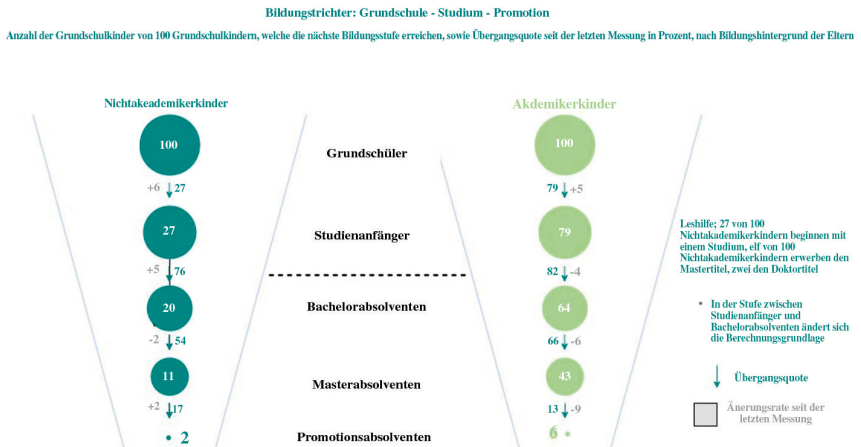 Bildungstrichter: Grundschule - Studium - Promotion
Anzahl der Grundschulkinder von 100 Grundschulkindern, welche die nächste Bildungsstufe erreichen, sowie Übergangsquote seit der letzten Messung in Prozent, nach Bildungshintergrund der Eltern
Nichtakeademikerkinder
Akdemikerkinder
100
Grundschüler
100
+6 27
79 +5
27
Studienanfänger
79
+5 76
82 -4
20
Bachelorabsolventen
64
-2 54
66 -6
11
Masterabsolventen
43
+2 17
13 -9
• 2
Promotionsabsolventen
6 •
Leshilfe; 27 von 100
Nichtakademikerkindern beginnen mit
einem Studium, elf von 100
Nichtakademikerkindern erwerben den
Mastertitel, zwei den Doktortitel
* In der Stufe zwischen
Studienanfänger und
Bachelorabsolventen ändert sich
die Berechnungsgrundlage
Übergangsquote
Änerungsrate seit der
letzten Messung